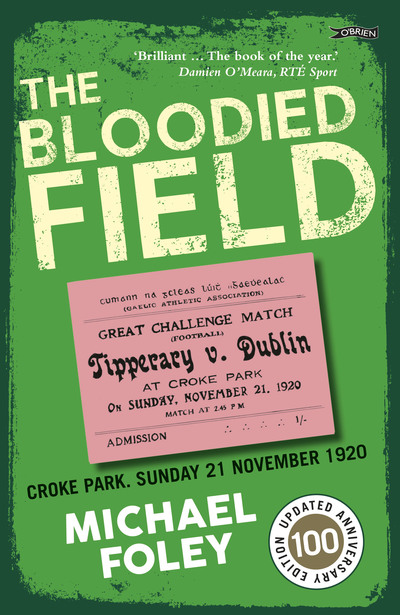 O'BRIEN
'Brilliant ... The book of the year.'
Damien O'Meara, RTÉ Sport
THE
BLOODIED
FIELD
cumann na gcleas lúit gaedealac
(GAELIC ATHLETIC ASSOCIATION)
GREAT CHALLENGE MATCH
(FOOTBALL)
Tipperary v. Dublin
AT CROKE PARK
ON SUNDAY, NOVEMBER 21, 1920
MATCH AT 2.45 P M
ADMISSION 1/-
CROKE PARK. SUNDAY 21 NOVEMBER 1920
MICHAEL
FOLEY
UPDATED ANNIVERSARY EDITION
100